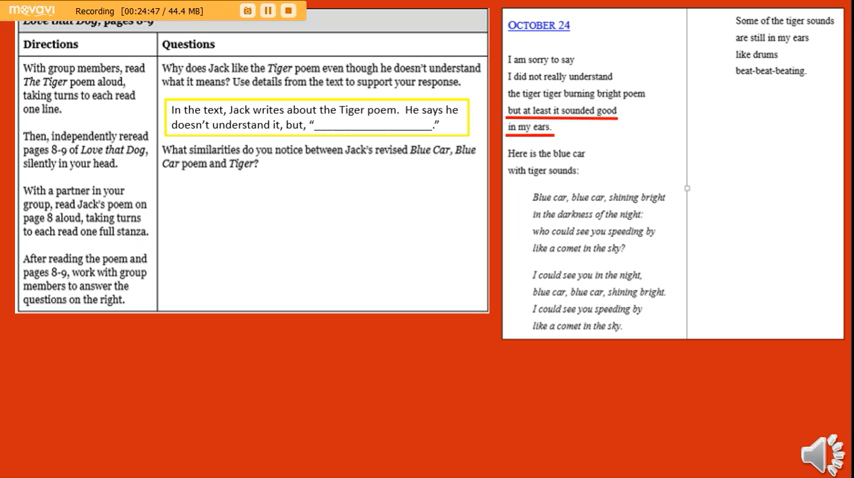 movavi
Recording [00:24:47 / 44.4 MB]
Love that Dog, pages 8-9
Directions
With group members, read
The Tiger poem aloud,
taking turns to each read
one line.
Then, independently reread
pages 8-9 of Love that Dog,
silently in your head.
With a partner in your
group, read Jack's poem on
page 8 aloud, taking turns
to each read one full stanza.
After reading the poem and
pages 8-9, work with group
members to answer the
questions on the right.
Questions
Why does Jack like the Tiger poem even though he doesn't understand
what it means? Use details from the text to support your response.
In the text, Jack writes about the Tiger poem. He says he
doesn't understand it, but, "____________________."
What similarities do you notice between Jack's revised Blue Car, Blue
Car poem and Tiger?
OCTOBER 24
I am sorry to say
I did not really understand
the tiger tiger burning bright poem
but at least it sounded good
in my ears.
Here is the blue car
with tiger sounds:
Blue car, blue car, shining bright
in the darkness of the night:
who could see you speeding by
like a comet in the sky?
I could see you in the night,
blue car, blue car, shining bright.
I could see you speeding by
like a comet in the sky.
Some of the tiger sounds
are still in my ears
like drums
beat-beat-beating.